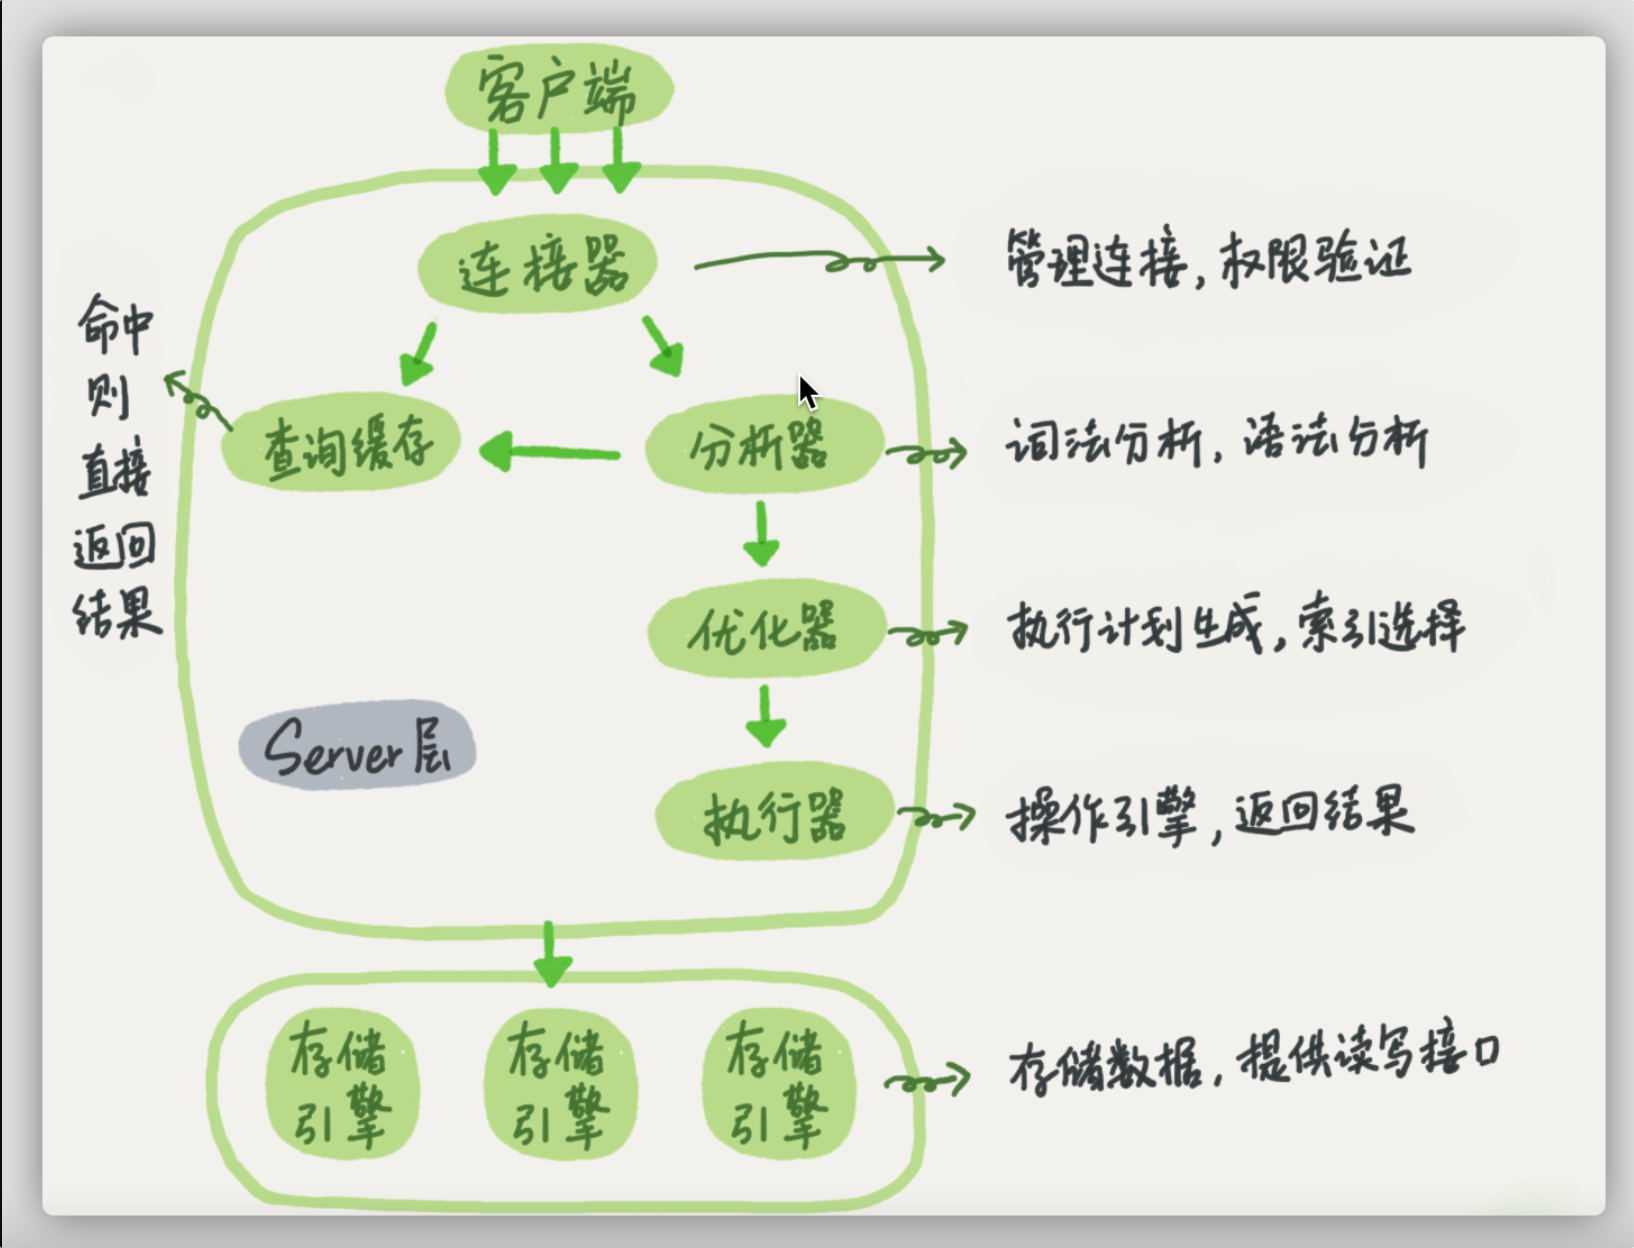 客户端
连接器
管理连接，权限验证
命中
则
直接
返回
结果
查询缓存
分析器
词法分析，语法分析
优化器
执行计划生成，索引选择
Server层
执行器
操作引擎，返回结果
存储
引擎
存储
引擎
存储
引擎
存储数据，提供读写接口